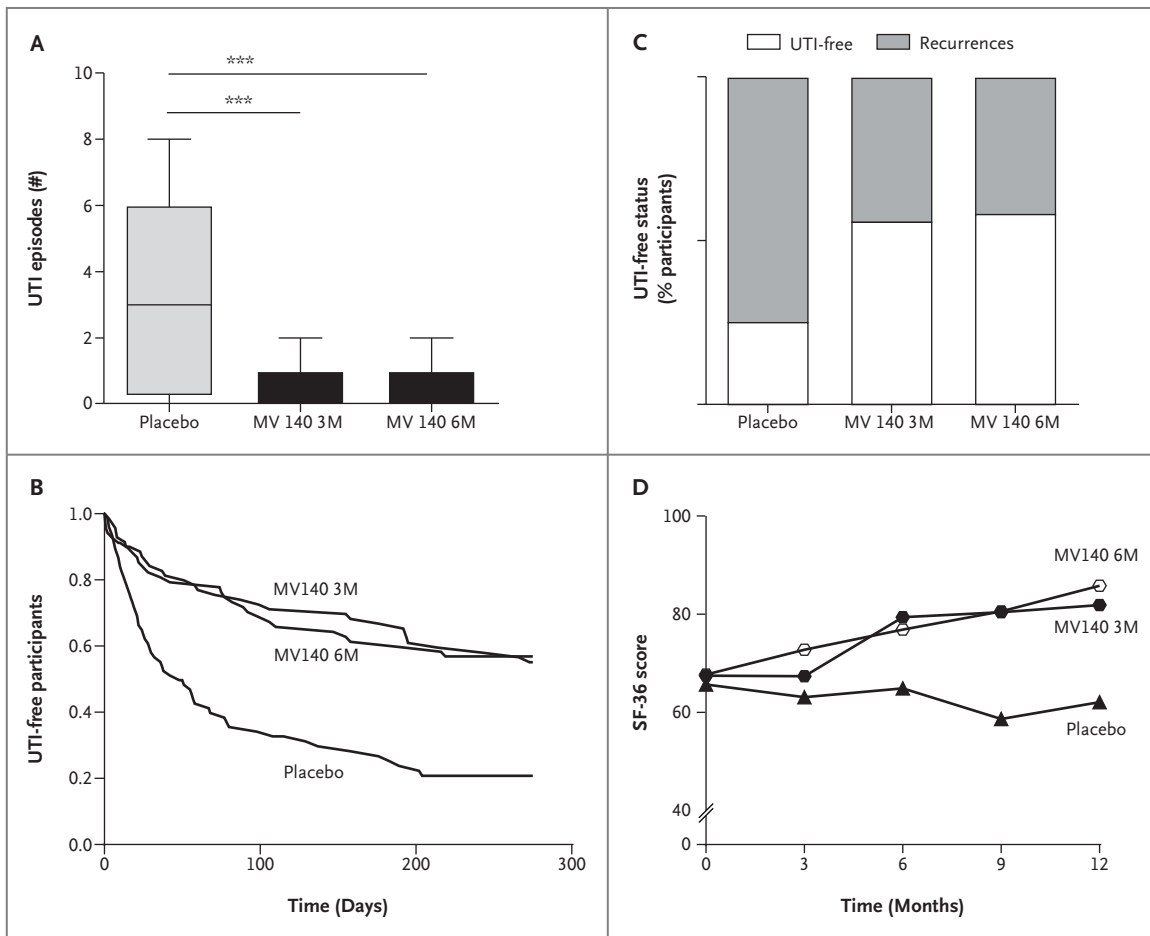 A
UTI episodes (#)
10
8
6
4
2
0
***
***
Placebo
MV 140 3M
MV 140 6M
C
UTI-free
Recurrences
UTI-free status
(% participants)
Placebo
MV 140 3M
MV 140 6M
B
UTI-free participants
1.0
0.8
0.6
0.4
0.2
0.0
MV140 3M
MV140 6M
Placebo
0
100
200
300
Time (Days)
D
SF-36 score
100
80
60
40
0
MV140 6M
MV140 3M
Placebo
0
3
6
9
12
Time (Months)